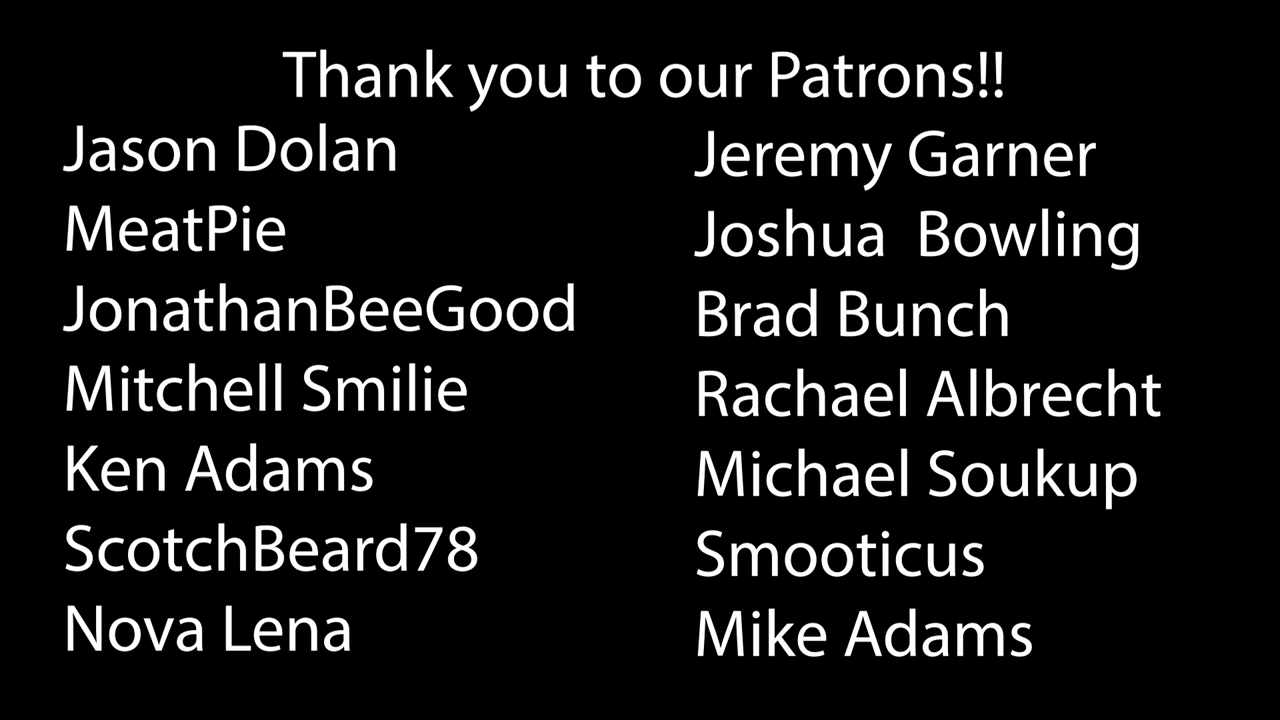 Thank you to our Patrons!!
Jason Dolan
MeatPie
JonathanBeeGood
Mitchell Smilie
Ken Adams
ScotchBeard78
Nova Lena
Jeremy Garner
Joshua  Bowling
Brad Bunch
Rachael Albrecht
Michael Soukup
Smooticus
Mike Adams